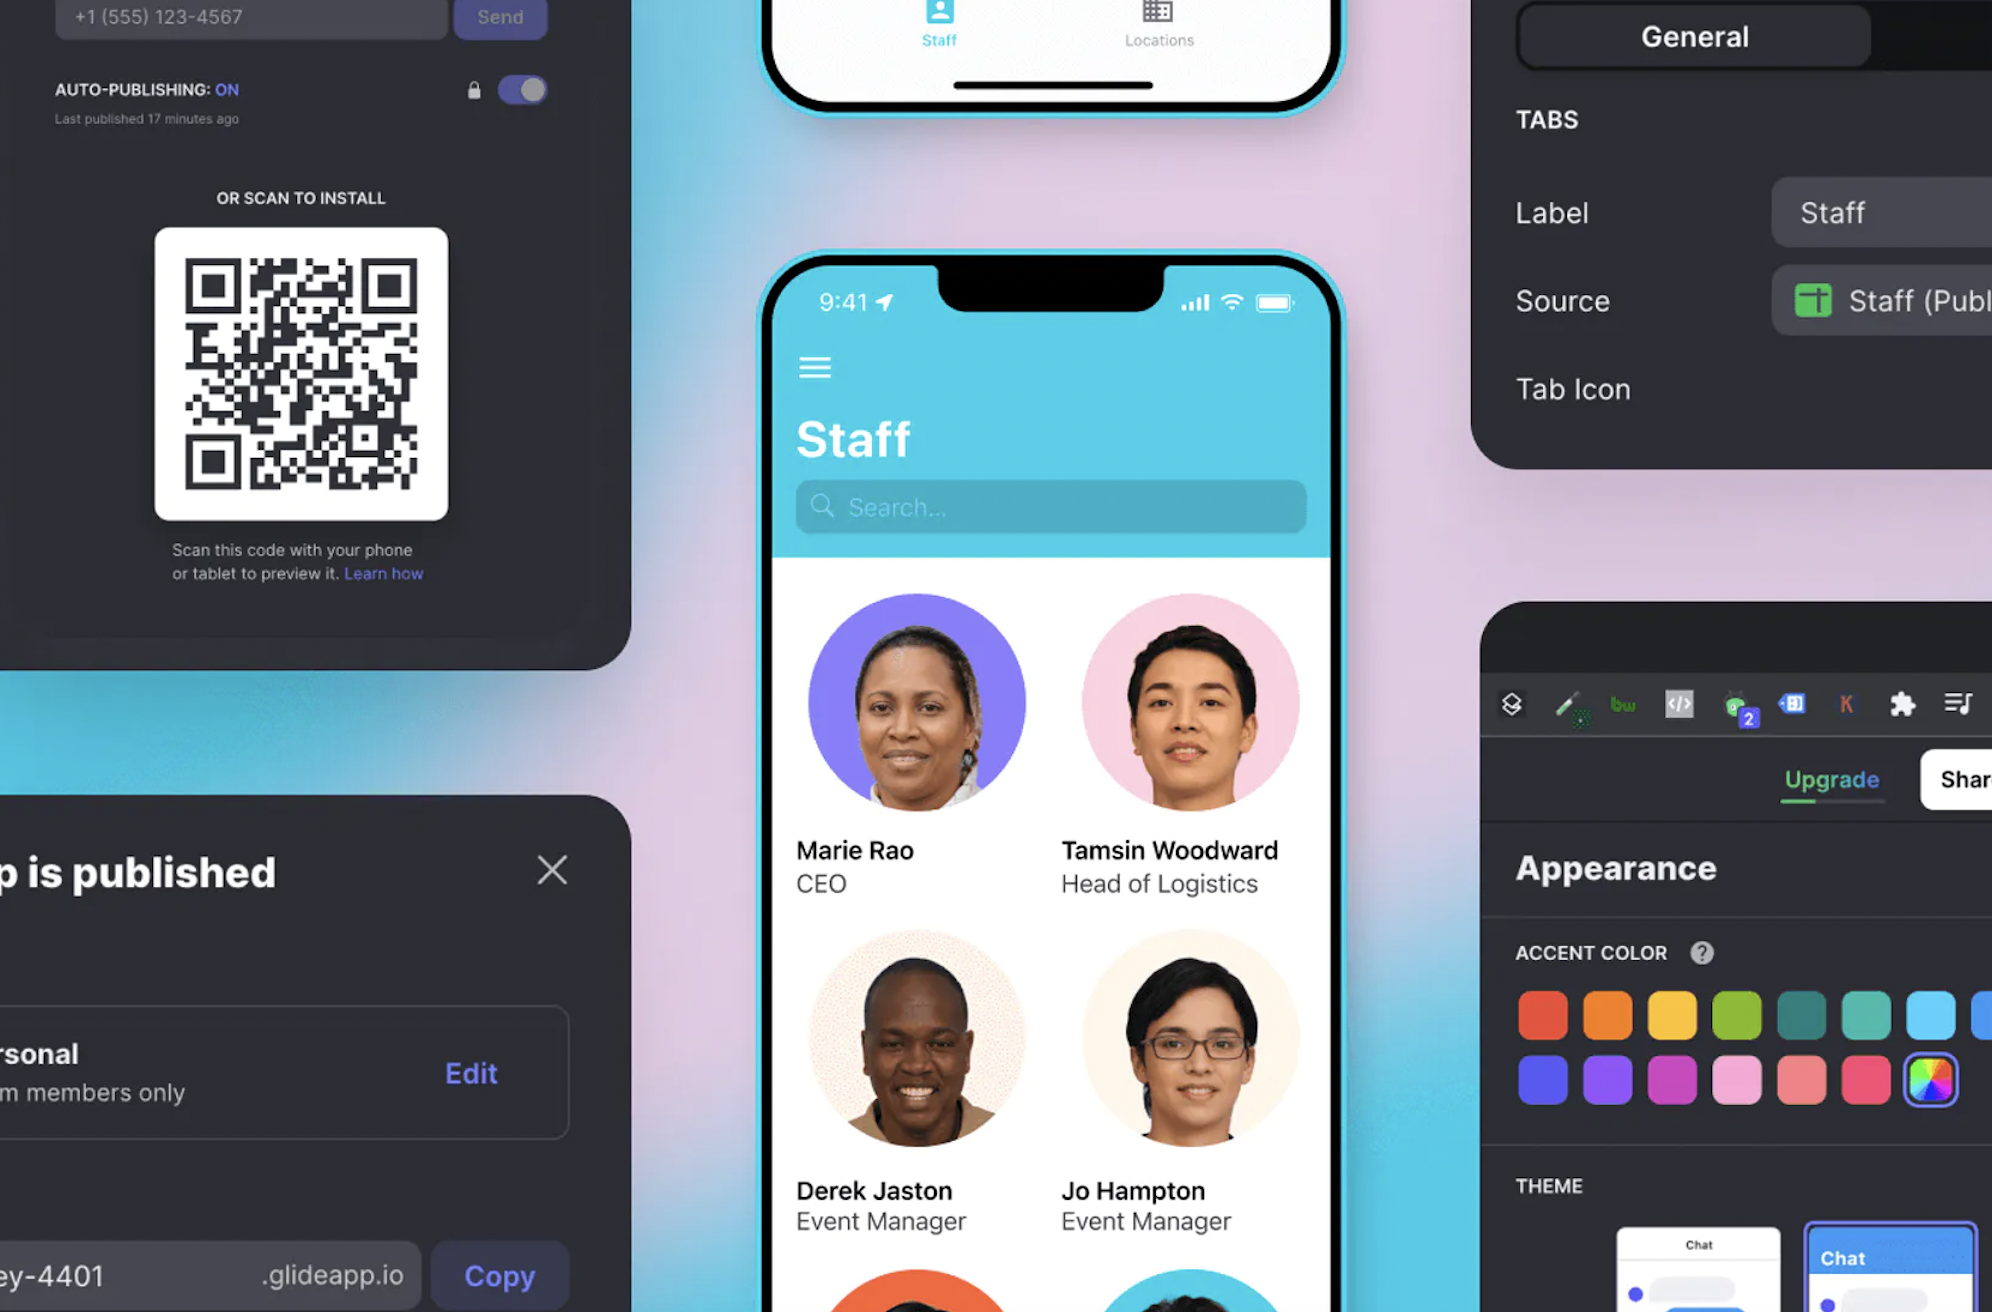 +1 (555) 123-4567
Send
AUTO-PUBLISHING: ON
Last published 17 minutes ago
OR SCAN TO INSTALL
Scan this code with your phone
or tablet to preview it. Learn how
p is published
rsonal
m members only
Edit
ey-4401
.glideapp.io
Copy
Staff
Locations
9:41
Staff
Search...
Marie Rao
CEO
Tamsin Woodward
Head of Logistics
Derek Jaston
Event Manager
Jo Hampton
Event Manager
General
TABS
Label
Staff
Source
Staff (Publ
Tab Icon
bw
</>
2
K
Upgrade
Shar
Appearance
ACCENT COLOR
?
THEME
Chat
Chat